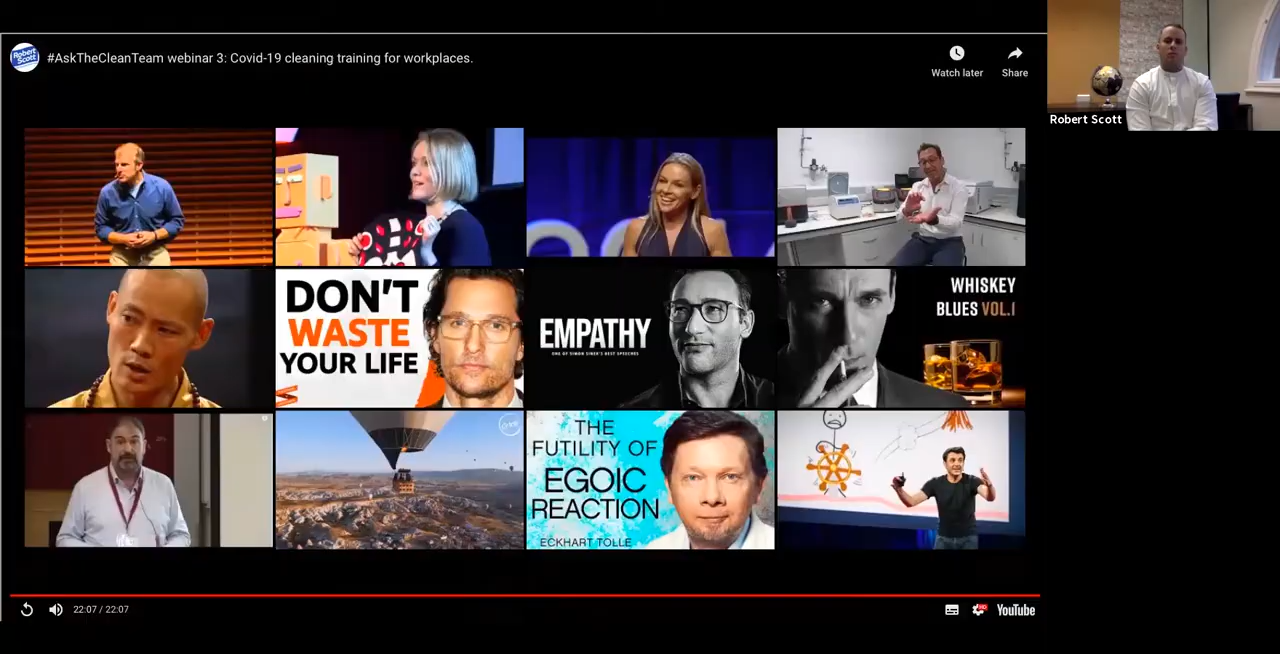 Robert
Scott
#AskTheCleanTeam webinar 3: Covid-19 cleaning training for workplaces.
Watch later
Share
Robert Scott
DON'T
WASTE
YOUR LIFE
EMPATHY
ONE OF SIMON SINEK'S BEST SPEECHES
WHISKEY
BLUES VOL.1
THE
FUTILITY OF
EGOIC
REACTION
ECKHART TOLLE
22:07 / 22:07
HD
YouTube